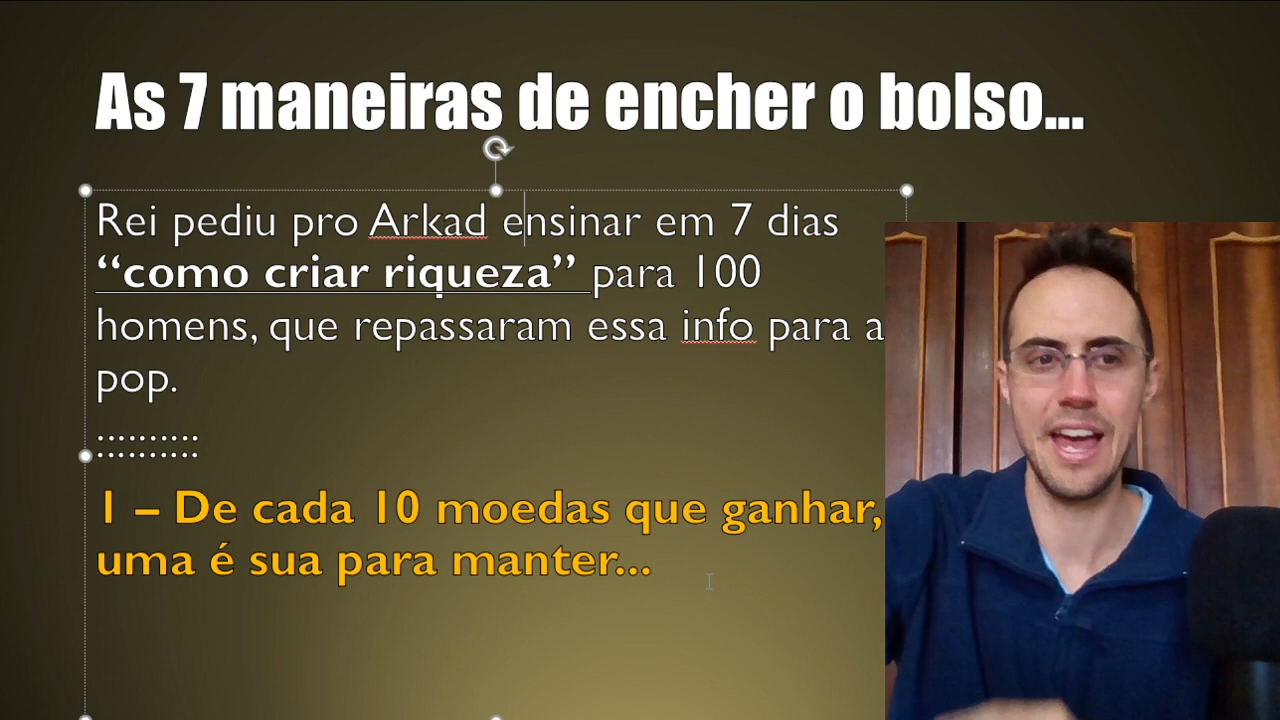 As 7 maneiras de encher o bolso...
Rei pediu pro Arkad ensinar em 7 dias
“como criar riqueza” para 100
homens, que repassaram essa info para a
pop.
..........
..........
1 – De cada 10 moedas que ganhar,
uma é sua para manter...